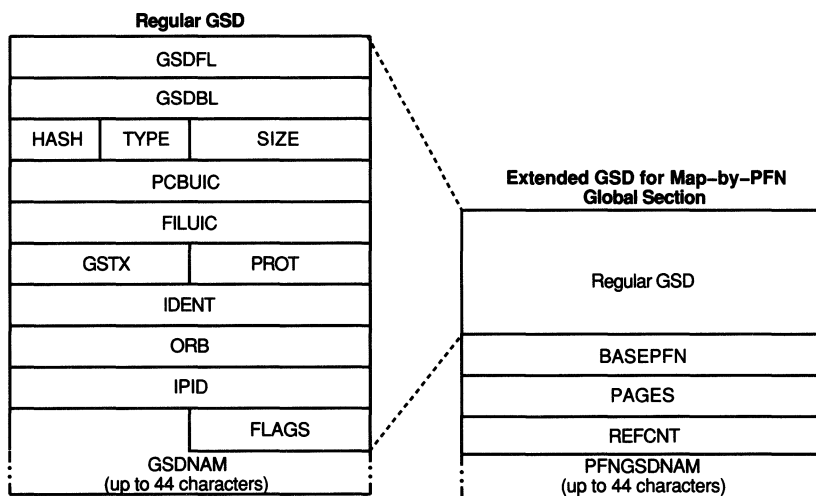 Regular GSD
GSDFL
GSDBL
HASH TYPE SIZE
PCBUIC
FILUIC
GSTX PROT
IDENT
ORB
IPID
FLAGS
GSDNAM
(up to 44 characters)
Extended GSD for Map–by–PFN
Global Section
Regular GSD
BASEPFN
PAGES
REFCNT
PFNGSDNAM
(up to 44 characters)